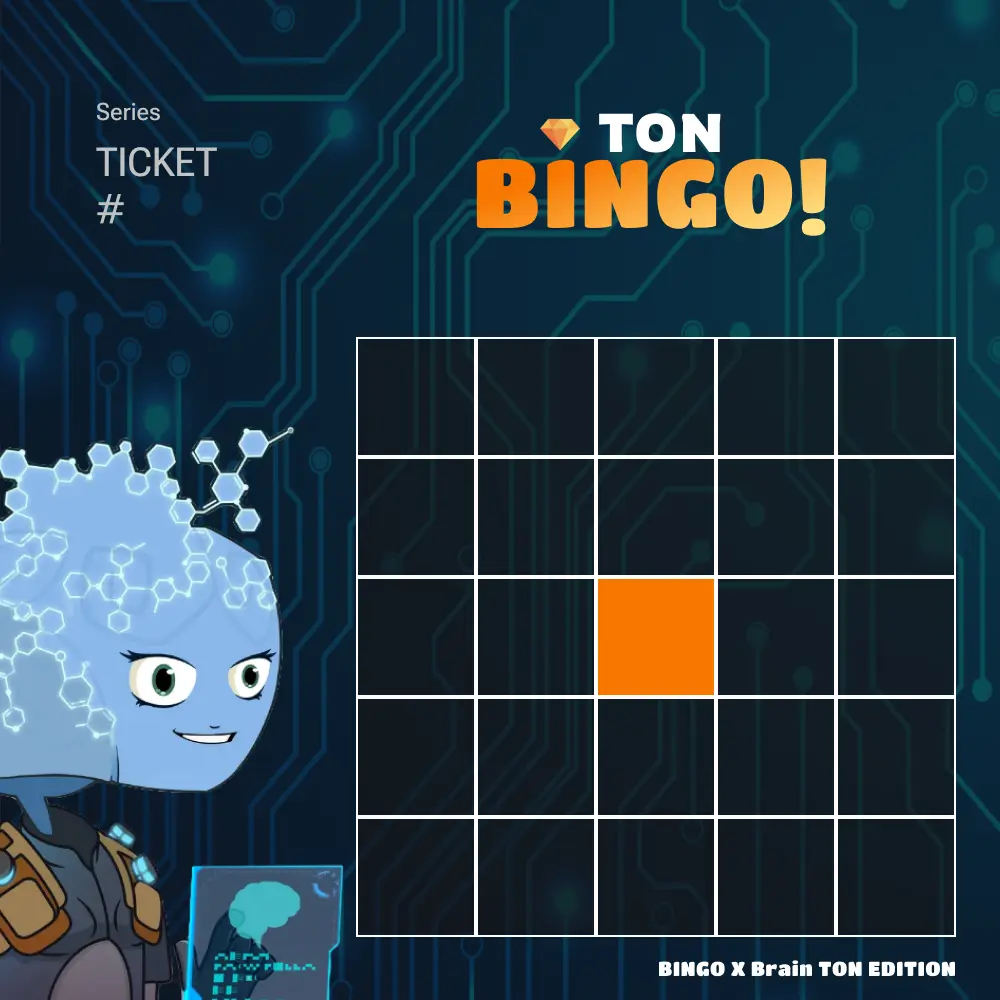 Series
TICKET
#
TON
BINGO!
BINGO X Brain TON EDITION